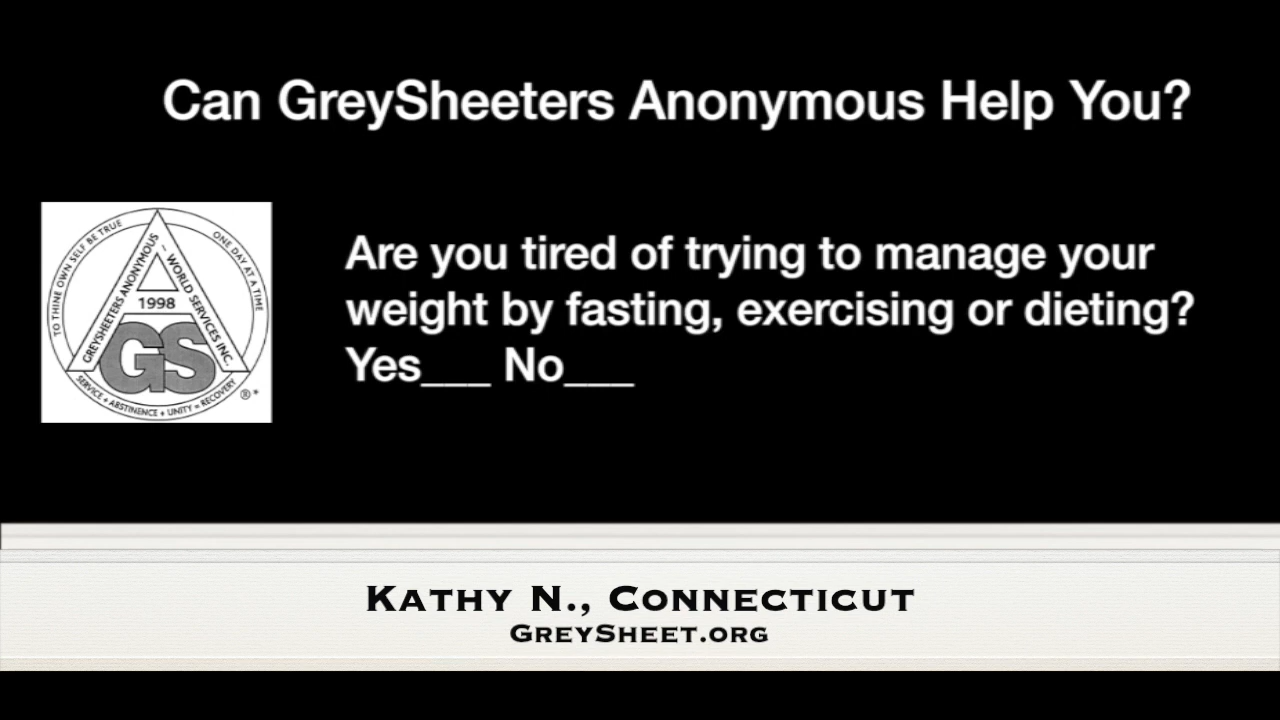 Can GreySheeters Anonymous Help You?
TO THINE OWN SELF BE TRUE
ONE DAY AT A TIME
GREYSHEETERS ANONYMOUS ~ WORLD SERVICES INC.
1998
GS
SERVICE + ABSTINENCE + UNITY = RECOVERY
®*
Are you tired of trying to manage your
weight by fasting, exercising or dieting?
Yes___ No___
KATHY N., CONNECTICUT
GREYSHEET.ORG